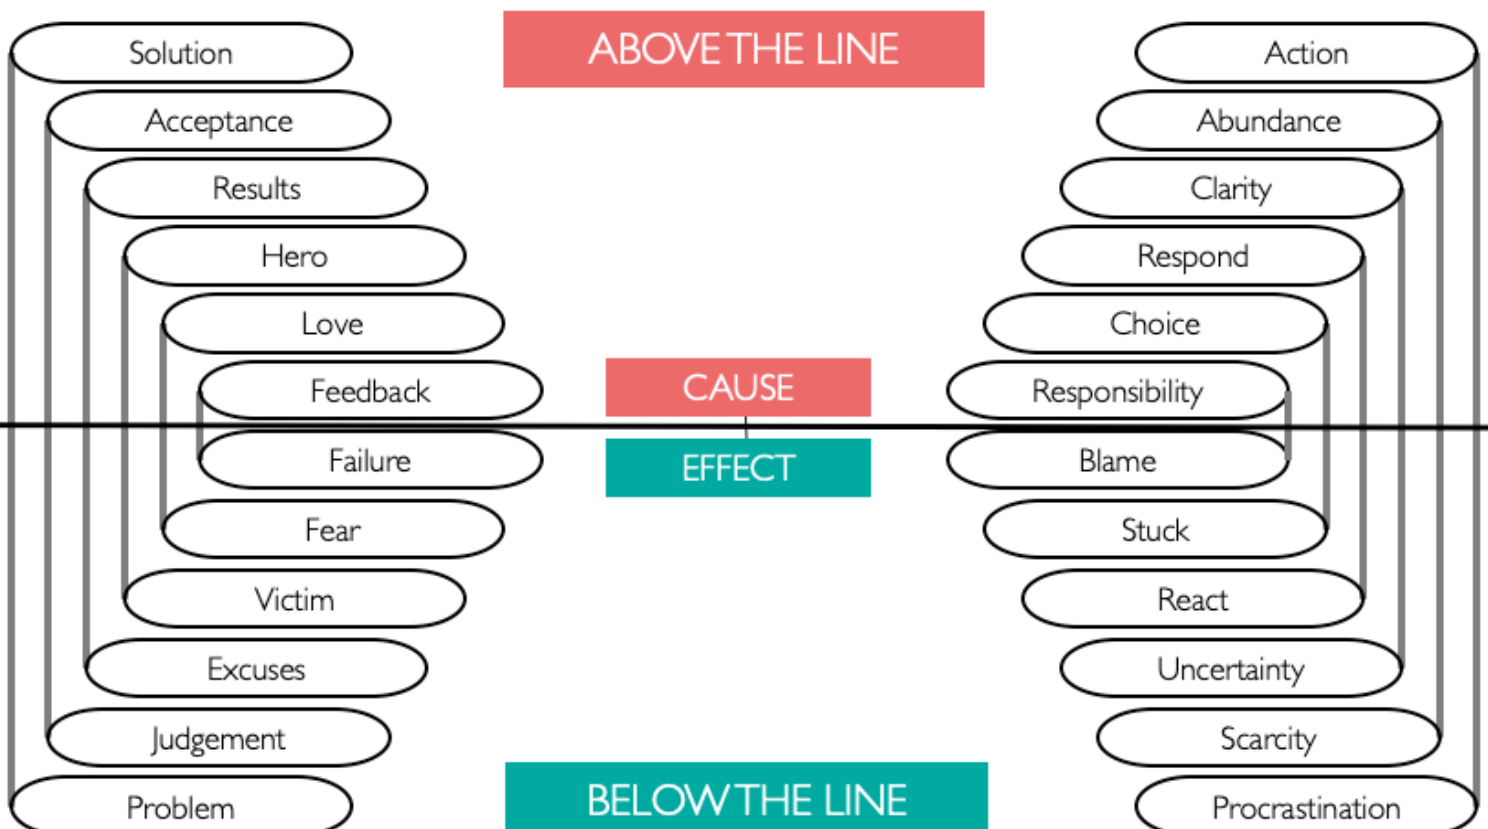 Solution
ABOVE THE LINE
Action
Acceptance
Abundance
Results
Clarity
Hero
Respond
Love
Choice
Feedback
CAUSE
Responsibility
Failure
EFFECT
Blame
Fear
Stuck
Victim
React
Excuses
Uncertainty
Judgement
Scarcity
Problem
BELOW THE LINE
Procrastination